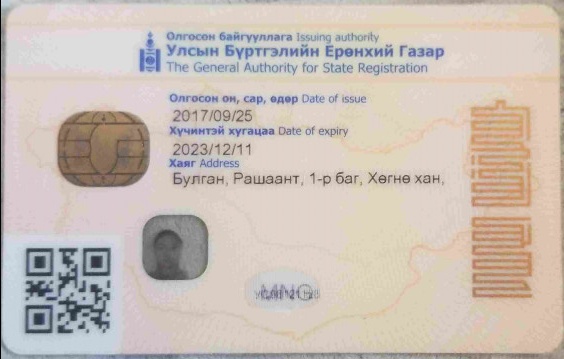 Олгосон байгууллага Issuing authority
Улсын Бүртгэлийн Ерөнхий Газар
The General Authority for State Registration
Олгосон он, сар, өдөр Date of issue
2017/09/25
Хүчинтэй хугацаа Date of expiry
2023/12/11
Хаяг Address
Булган, Рашаант, 1-р баг, Хөгнө хан,